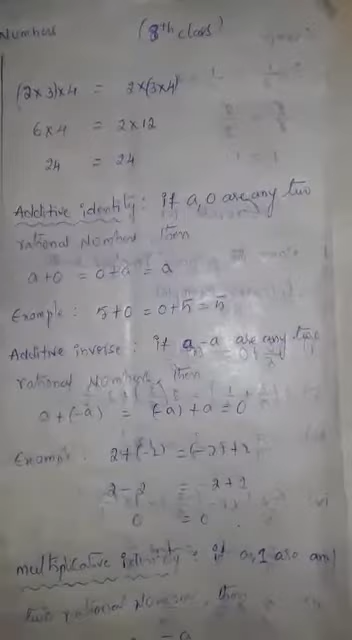 Numbers (8th class)
(2×3)×4 = 2×(3×4)
6×4 = 2×12
24 = 24
Additive identity: if a,0 are any two
rational Numbers then
a+0 = 0+a = a
Example: 5+0 = 0+5 = 5
Additive inverse: if a,-a are any two
rational Numbers, then
a+(-a) = (-a)+a = 0
Example: 2+(-2) = (-2)+2
2-2 = -2+2
0 = 0
multiplicative identity: if a,1 are any
two rational Numbers, then
= a